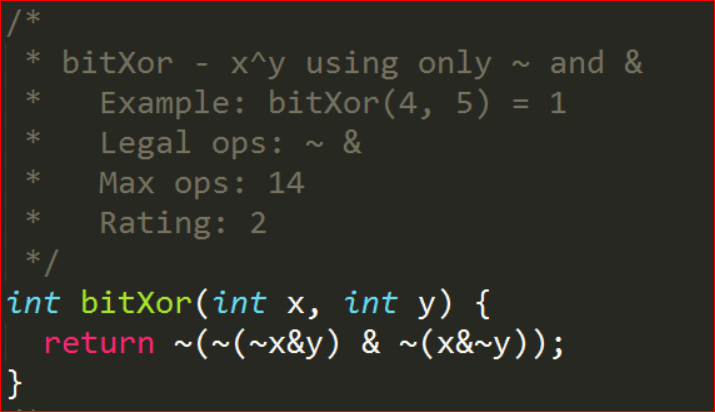 /*
 * bitXor - x^y using only ~ and &
 *   Example: bitXor(4, 5) = 1
 *   Legal ops: ~ &
 *   Max ops: 14
 *   Rating: 2
 */
int bitXor(int x, int y) {
  return ~(~(~x&y) & ~(x&~y));
}